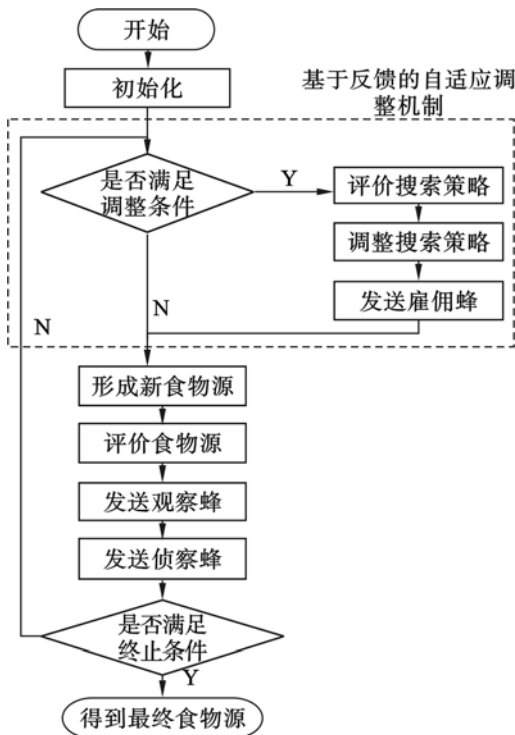 开始
初始化
基于反馈的自适应调
整机制
是否满足
调整条件
Y
评价搜索策略
调整搜索策略
发送雇佣蜂
N
N
形成新食物源
评价食物源
发送观察蜂
发送侦察蜂
是否满足
终止条件
Y
得到最终食物源